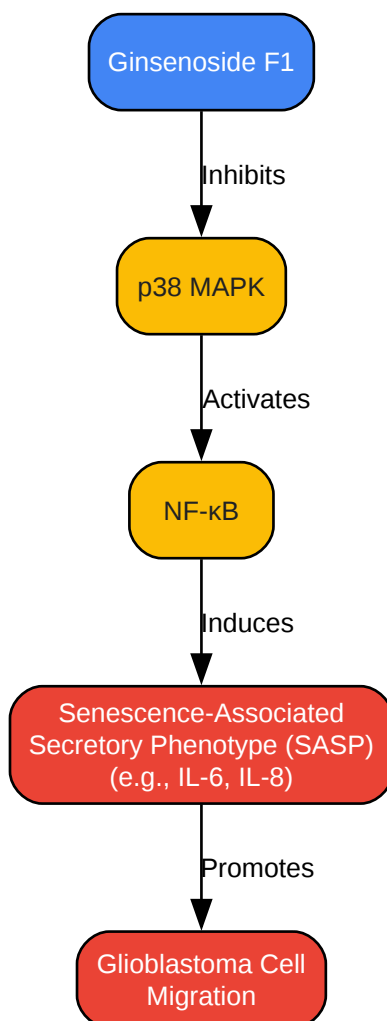 Ginsenoside F1
Inhibits
p38 MAPK
Activates
NF-κB
Induces
Senescence-Associated
Secretory Phenotype (SASP)
(e.g., IL-6, IL-8)
Promotes
Glioblastoma Cell
Migration